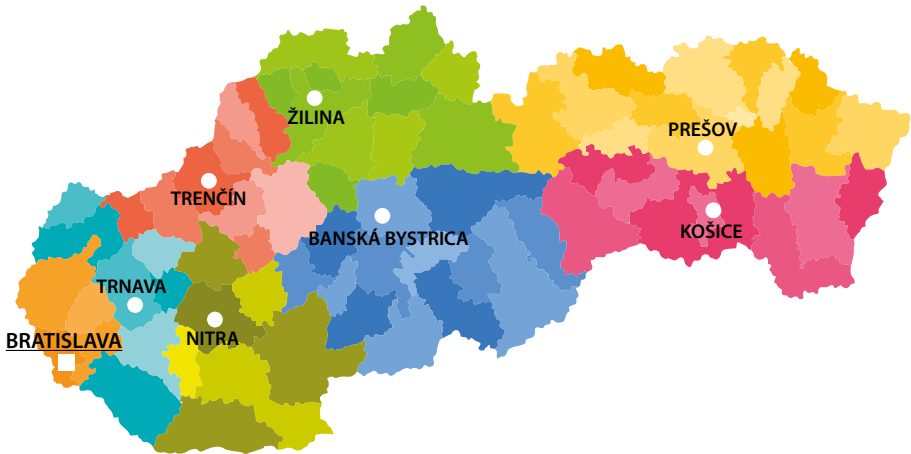 ŽILINA
PREŠOV
TRENČÍN
KOŠICE
BANSKÁ BYSTRICA
TRNAVA
NITRA
BRATISLAVA